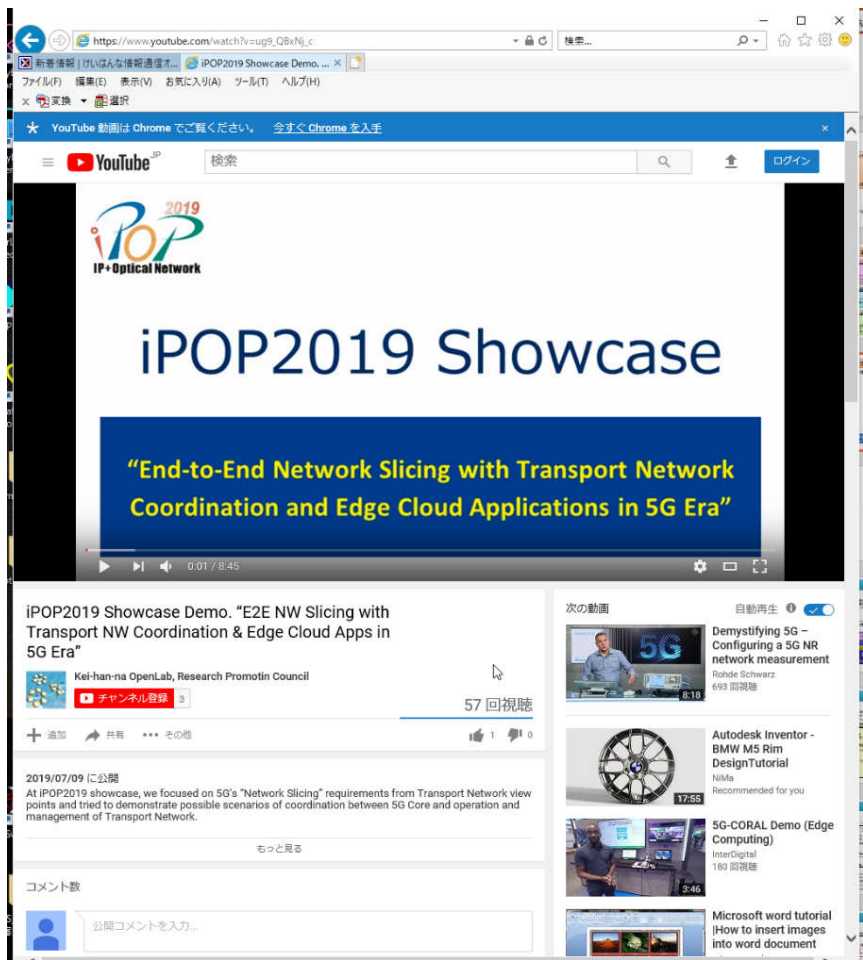 https://www.youtube.com/watch?v=ug9_QBxNj_c
検索...
新着情報 | けいはんな情報通信オ...
iPOP2019 Showcase Demo. ...
ファイル(F) 編集(E) 表示(V) お気に入り(A) ツール(T) ヘルプ(H)
x 変換 選択
YouTube 動画は Chrome でご覧ください。 今すぐ Chrome を入手
YouTube JP
検索
ログイン
2019
iPOP
IP+Optical Network
iPOP2019 Showcase
“End-to-End Network Slicing with Transport Network
Coordination and Edge Cloud Applications in 5G Era”
0:01 / 8:45
iPOP2019 Showcase Demo. “E2E NW Slicing with
Transport NW Coordination & Edge Cloud Apps in
5G Era”
Kei-han-na OpenLab, Research Promotin Council
チャンネル登録 3
57 回視聴
追加 共有 その他
1 0
2019/07/09 に公開
At iPOP2019 showcase, we focused on 5G's "Network Slicing" requirements from Transport Network view
points and tried to demonstrate possible scenarios of coordination between 5G Core and operation and
management of Transport Network.
もっと見る
コメント数
公開コメントを入力...
次の動画 自動再生
5G
8:18
Demystifying 5G –
Configuring a 5G NR
network measurement
Rohde Schwarz
693 回視聴
17:55
Autodesk Inventor -
BMW M5 Rim
DesignTutorial
NiMa
Recommended for you
3:46
5G-CORAL Demo (Edge
Computing)
InterDigital
180 回視聴
Microsoft word tutorial
|How to insert images
into word document